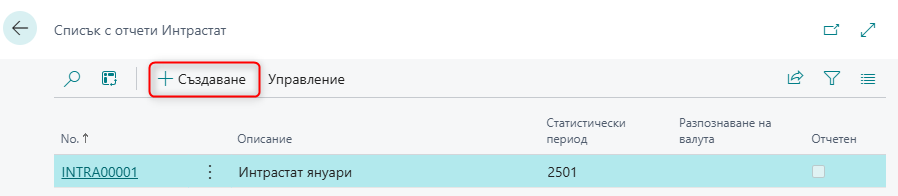 Списък с отчети Интрастат
Създаване Управление
No. ↑ Описание Статистически период Разпознаване на валута Отчетен
INTRA00001 Интрастат януари 2501